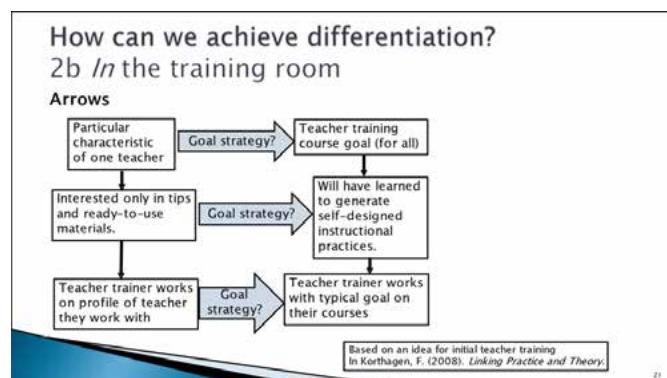 How can we achieve differentiation?
2b In the training room
Arrows
Particular
characteristic
of one teacher
Goal strategy?
Teacher training
course goal (for all)
Interested only in tips
and ready-to-use
materials.
Goal strategy?
Will have learned
to generate
self-designed
instructional
practices.
Teacher trainer works
on profile of teacher
they work with
Goal
strategy?
Teacher trainer works
with typical goal on
their courses
Based on an idea for initial teacher training
In Korthagen, F. (2008). Linking Practice and Theory.